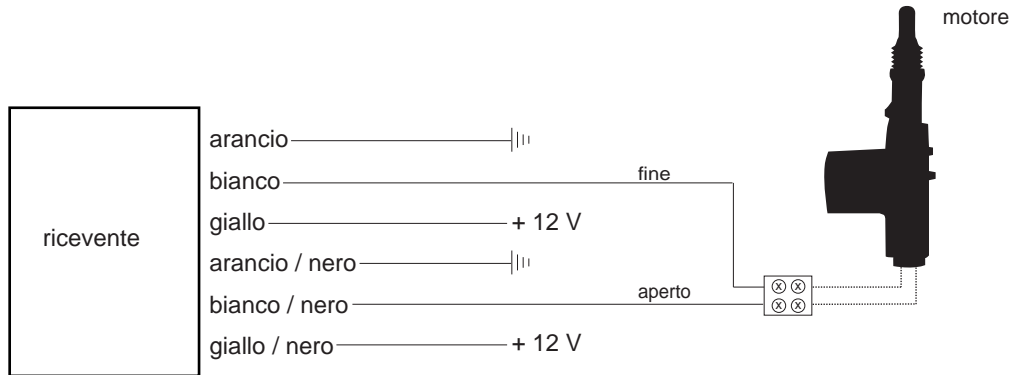 motore
arancio
bianco fine
giallo + 12 V
ricevente
arancio / nero
bianco / nero aperto
giallo / nero + 12 V
x x
x x